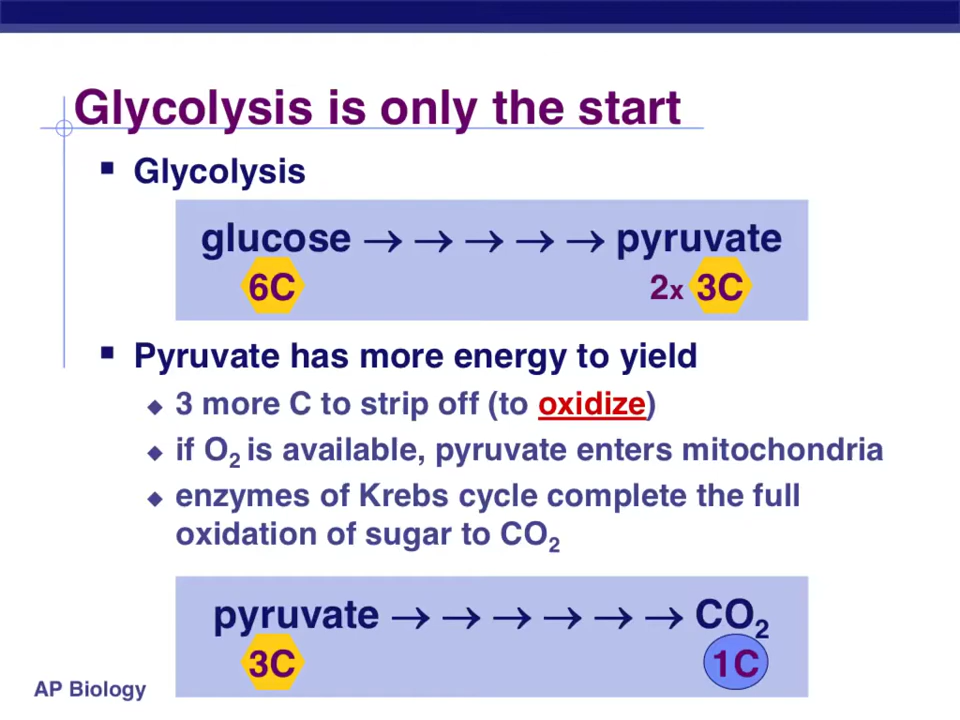 Glycolysis is only the start
▪ Glycolysis
glucose → → → → → pyruvate
6C 2x 3C
▪ Pyruvate has more energy to yield
◆ 3 more C to strip off (to oxidize)
◆ if O₂ is available, pyruvate enters mitochondria
◆ enzymes of Krebs cycle complete the full
oxidation of sugar to CO₂
pyruvate → → → → → → CO₂
3C 1C
AP Biology